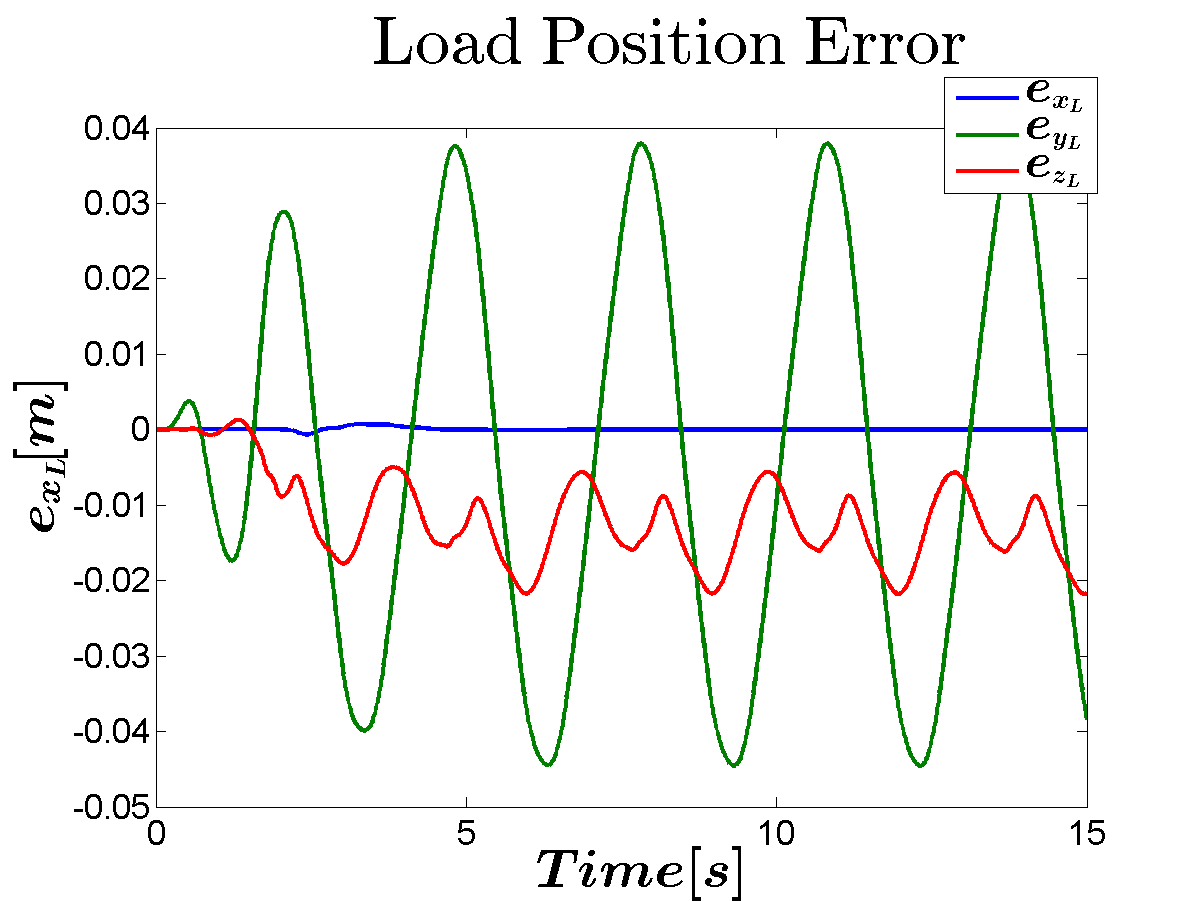 Load Position Error
e_{x_L}
e_{y_L}
e_{z_L}
0.04
0.03
0.02
0.01
0
-0.01
-0.02
-0.03
-0.04
-0.05
e_{x_L}[m]
0 5 10 15
Time[s]